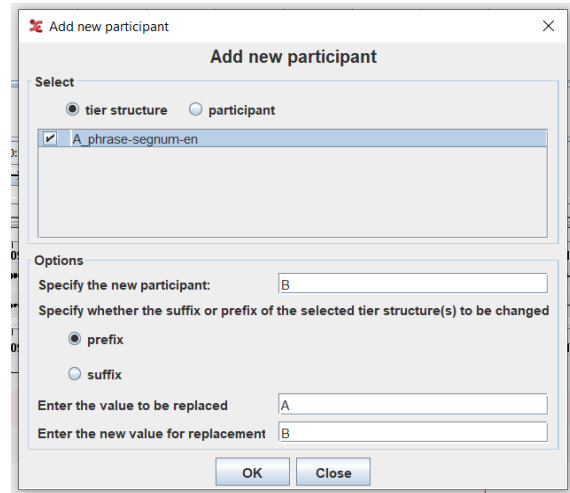 Add new participant
Add new participant
Select
tier structure participant
A_phrase-segnum-en
Options
Specify the new participant: B
Specify whether the suffix or prefix of the selected tier structure(s) to be changed
prefix
suffix
Enter the value to be replaced A
Enter the new value for replacement B
OK Close